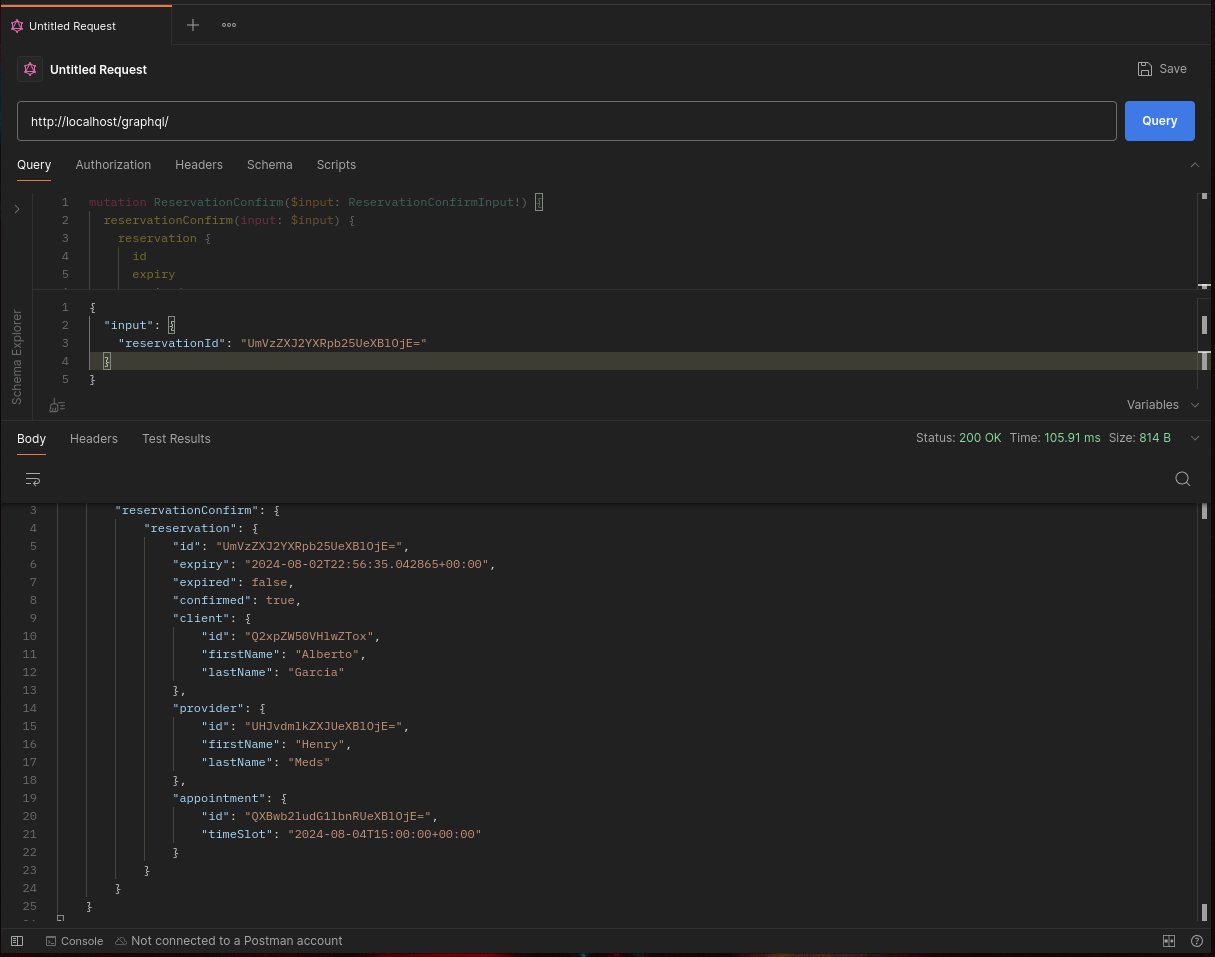 Untitled Request
Untitled Request
Save
http://localhost/graphql/
Query
Query Authorization Headers Schema Scripts
Schema Explorer
1 mutation ReservationConfirm($input: ReservationConfirmInput!) {
2 reservationConfirm(input: $input) {
3 reservation {
4 id
5 expiry
1 {
2 "input": {
3 "reservationId": "UmVzZXJ2YXRpb25UeXBlOjE="
4 }
5 }
Variables
Body Headers Test Results Status: 200 OK Time: 105.91 ms Size: 814 B
3 "reservationConfirm": {
4 "reservation": {
5 "id": "UmVzZXJ2YXRpb25UeXBlOjE=",
6 "expiry": "2024-08-02T22:56:35.042865+00:00",
7 "expired": false,
8 "confirmed": true,
9 "client": {
10 "id": "Q2xpZW50VHlwZTox",
11 "firstName": "Alberto",
12 "lastName": "Garcia"
13 },
14 "provider": {
15 "id": "UHJvdmlkZXJUeXBlOjE=",
16 "firstName": "Henry",
17 "lastName": "Meds"
18 },
19 "appointment": {
20 "id": "QXBwb2ludG1lbnRUeXBlOjE=",
21 "timeSlot": "2024-08-04T15:00:00+00:00"
22 }
23 }
24 }
25 }
Console Not connected to a Postman account